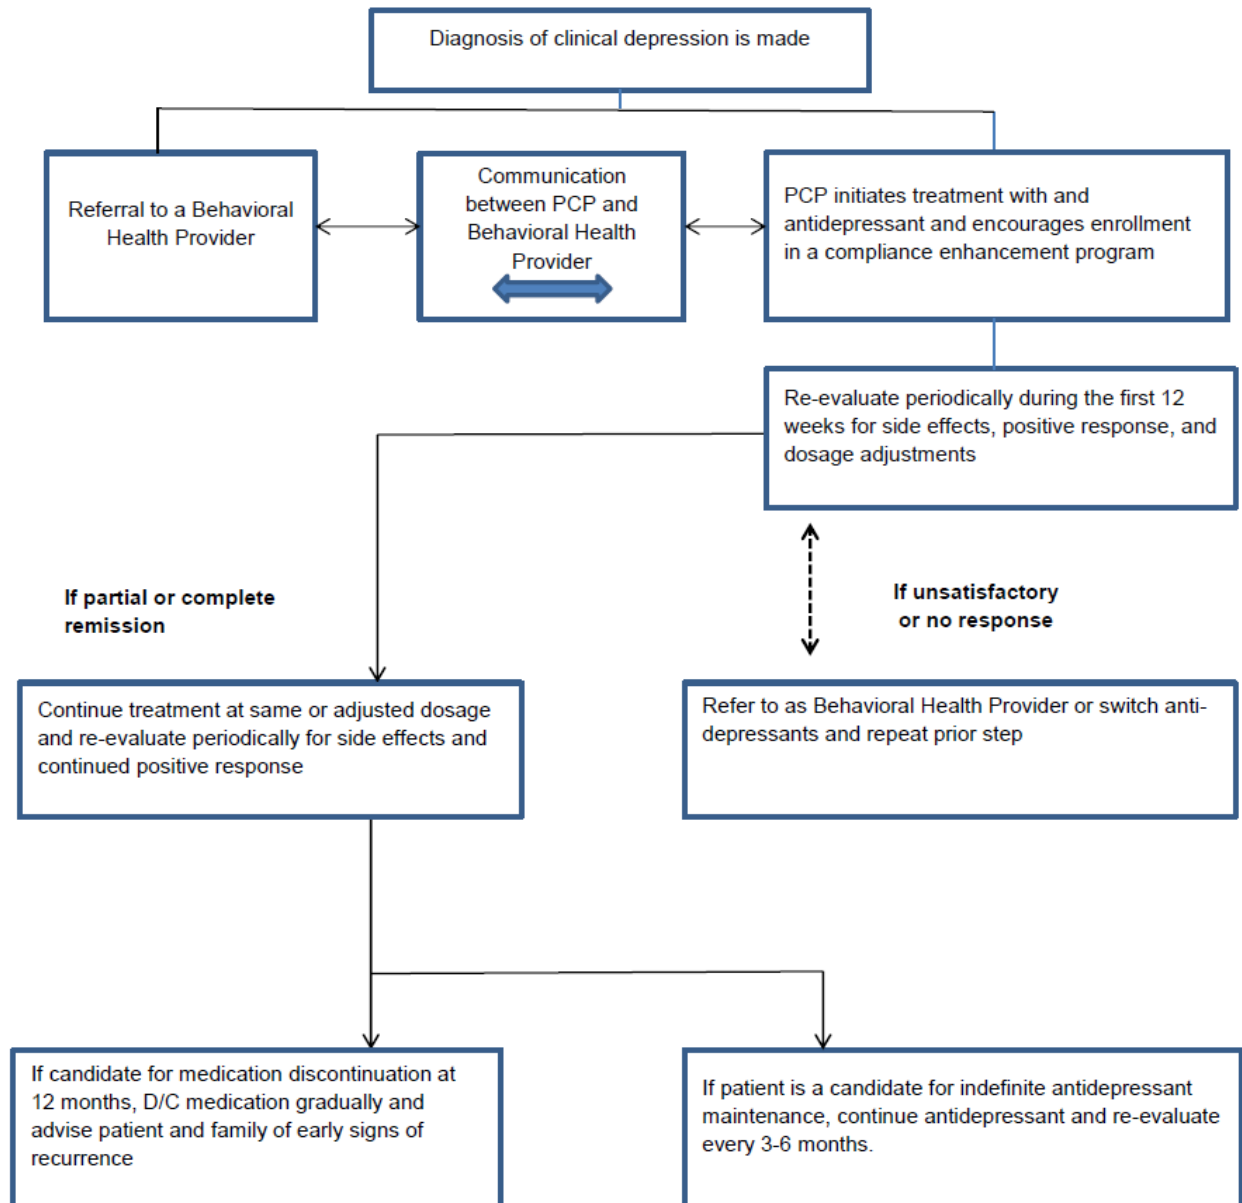 Diagnosis of clinical depression is made
Referral to a Behavioral
Health Provider
Communication
between PCP and
Behavioral Health
Provider
PCP initiates treatment with and
antidepressant and encourages enrollment
in a compliance enhancement program
Re-evaluate periodically during the first 12
weeks for side effects, positive response, and
dosage adjustments
If partial or complete
remission
If unsatisfactory
or no response
Continue treatment at same or adjusted dosage
and re-evaluate periodically for side effects and
continued positive response
Refer to as Behavioral Health Provider or switch anti-
depressants and repeat prior step
If candidate for medication discontinuation at
12 months, D/C medication gradually and
advise patient and family of early signs of
recurrence
If patient is a candidate for indefinite antidepressant
maintenance, continue antidepressant and re-evaluate
every 3-6 months.